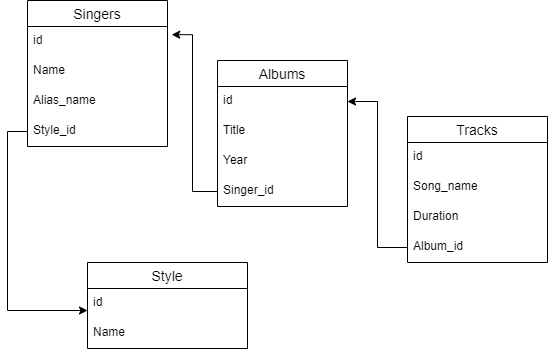 Singers
id
Name
Alias_name
Style_id
Albums
id
Title
Year
Singer_id
Tracks
id
Song_name
Duration
Album_id
Style
id
Name